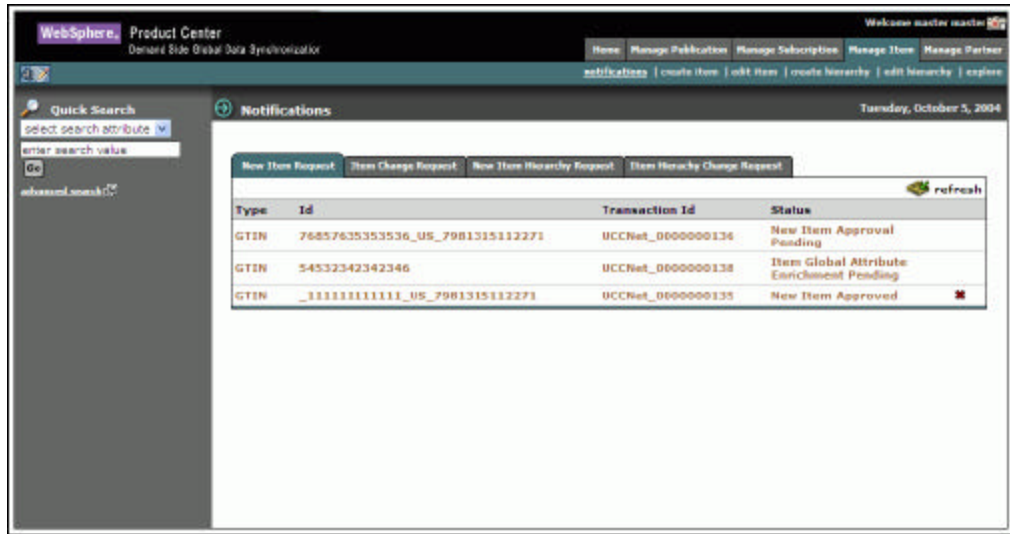 WebSphere. Product Center
Demand Side Global Data Synchronization
Welcome master master
Home Manage Publication Manage Subscription Manage Item Manage Partner
notifications | create item | edit item | create hierarchy | edit hierarchy | explore
Quick Search
select search attribute
enter search value
Go
advanced search
Notifications
Tuesday, October 5, 2004
New Item Request Item Change Request New Item Hierarchy Request Item Hierachy Change Request
refresh
Type Id Transaction Id Status
GTIN 76857635353536_US_7981315112271 UCCNet_0000000136 New Item Approval
Pending
GTIN 54532342342346 UCCNet_0000000138 Item Global Attribute
Enrichment Pending
GTIN _111111111111_US_7981315112271 UCCNet_0000000135 New Item Approved